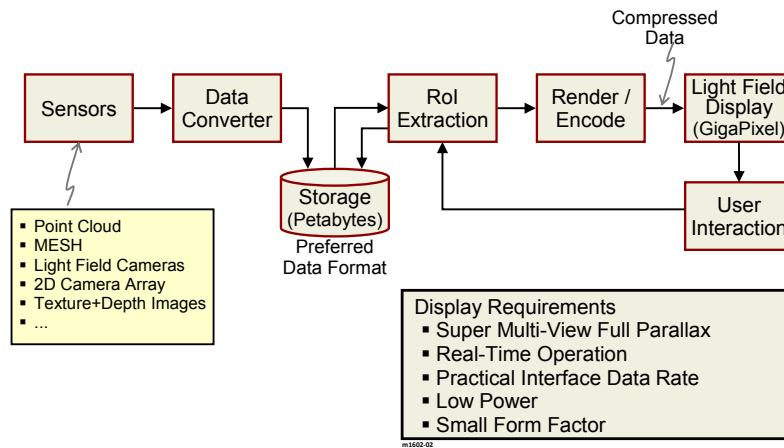 Compressed
Data
Sensors
Data
Converter
RoI
Extraction
Render /
Encode
Light Field
Display
(GigaPixel)
Storage
(Petabytes)
Preferred
Data Format
User
Interaction
▪ Point Cloud
▪ MESH
▪ Light Field Cameras
▪ 2D Camera Array
▪ Texture+Depth Images
▪ ...
Display Requirements
▪ Super Multi-View Full Parallax
▪ Real-Time Operation
▪ Practical Interface Data Rate
▪ Low Power
▪ Small Form Factor
m1602-02